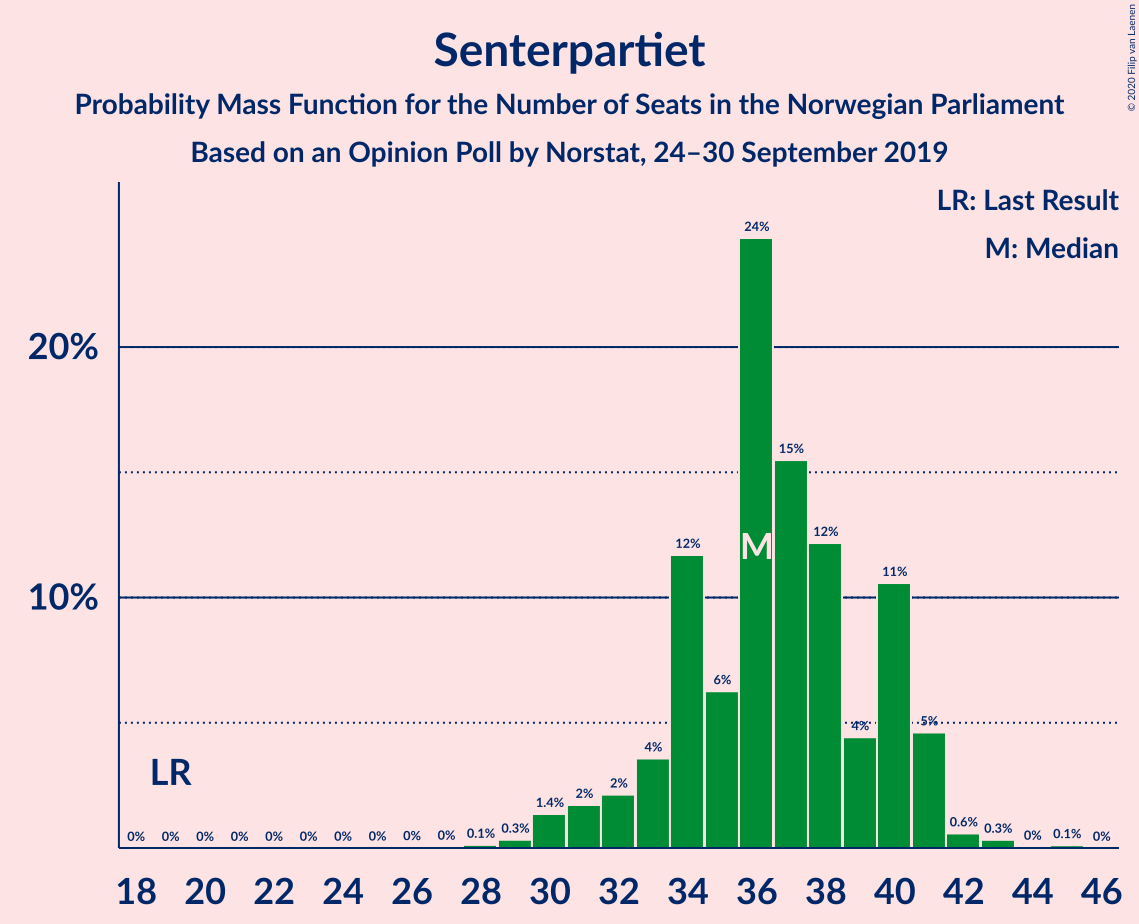 Senterpartiet
Probability Mass Function for the Number of Seats in the Norwegian Parliament
Based on an Opinion Poll by Norstat, 24–30 September 2019
© 2020 Filip van Laenen
LR: Last Result
M: Median
20%
10%
LR
M
0% 0% 0% 0% 0% 0% 0% 0% 0% 0% 0.1% 0.3% 1.4% 2% 2% 4% 12% 6% 24% 15% 12% 4% 11% 5% 0.6% 0.3% 0% 0.1% 0%
18 20 22 24 26 28 30 32 34 36 38 40 42 44 46